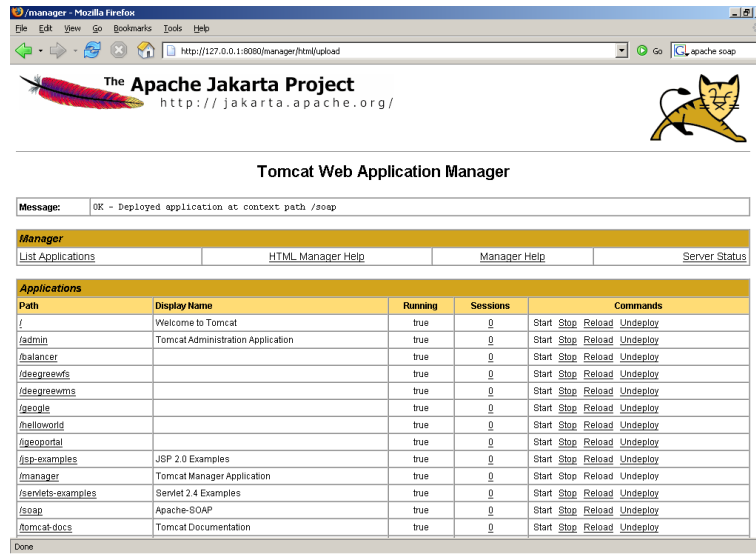 /manager - Mozilla Firefox
File Edit View Go Bookmarks Tools Help
http://127.0.0.1:8080/manager/html/upload Go G apache soap
The Apache Jakarta Project
http://jakarta.apache.org/
Tomcat Web Application Manager
Message: OK - Deployed application at context path /soap
Manager
List Applications HTML Manager Help Manager Help Server Status
Applications
Path Display Name Running Sessions Commands
/ Welcome to Tomcat true 0 Start Stop Reload Undeploy
/admin Tomcat Administration Application true 0 Start Stop Reload Undeploy
/balancer true 0 Start Stop Reload Undeploy
/deegreewfs true 0 Start Stop Reload Undeploy
/deegreewms true 0 Start Stop Reload Undeploy
/geogle true 0 Start Stop Reload Undeploy
/helloworld true 0 Start Stop Reload Undeploy
/igeoportal true 0 Start Stop Reload Undeploy
/jsp-examples JSP 2.0 Examples true 0 Start Stop Reload Undeploy
/manager Tomcat Manager Application true 0 Start Stop Reload Undeploy
/servlets-examples Servlet 2.4 Examples true 0 Start Stop Reload Undeploy
/soap Apache-SOAP true 0 Start Stop Reload Undeploy
/tomcat-docs Tomcat Documentation true 0 Start Stop Reload Undeploy
Done